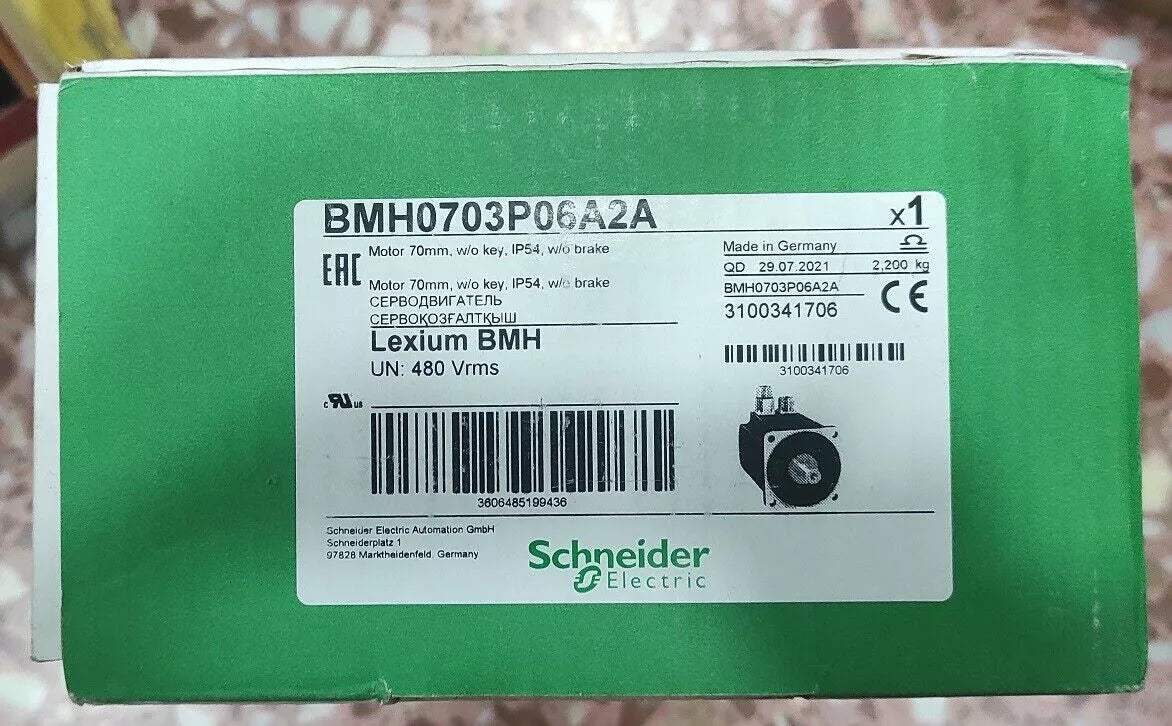 BMH0703P06A2A
x1
EAC
Motor 70mm, w/o key, IP54, w/o brake
Motor 70mm, w/o key, IP54, w/o brake
СЕРВОДВИГАТЕЛЬ
СЕРВОҚОЗҒАЛТҚЫШ
Lexium BMH
UN: 480 Vrms
Made in Germany
QD 29.07.2021 2,200 kg
BMH0703P06A2A
CE
3100341706
3100341706
c RU us
3606485199436
Schneider Electric Automation GmbH
Schneiderplatz 1
97828 Marktheidenfeld, Germany
Schneider
Electric